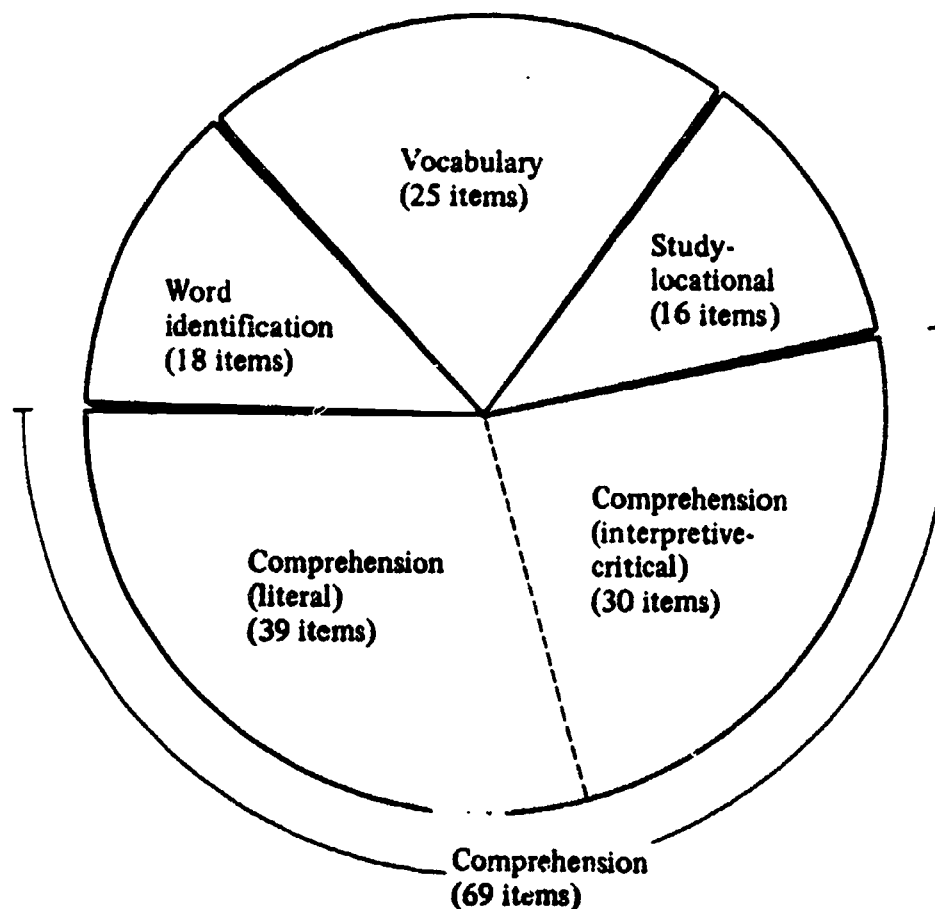 Vocabulary
(25 items)
Study-
locational
(16 items)
Word
identification
(18 items)
Comprehension
(interpretive-
critical)
(30 items)
Comprehension
(literal)
(39 items)
Comprehension
(69 items)